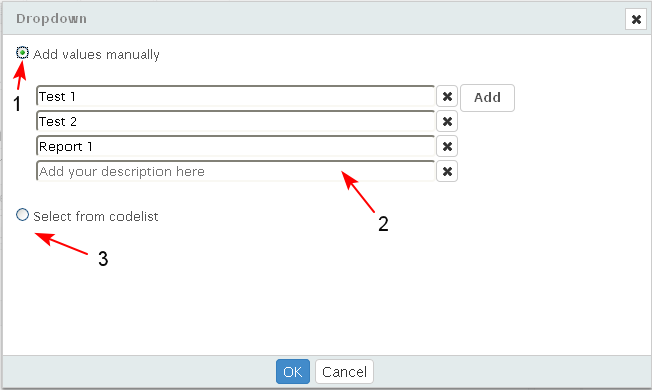 Dropdown
Add values manually
1
Test 1
Add
Test 2
Report 1
Add your description here
2
Select from codelist
3
OK
Cancel